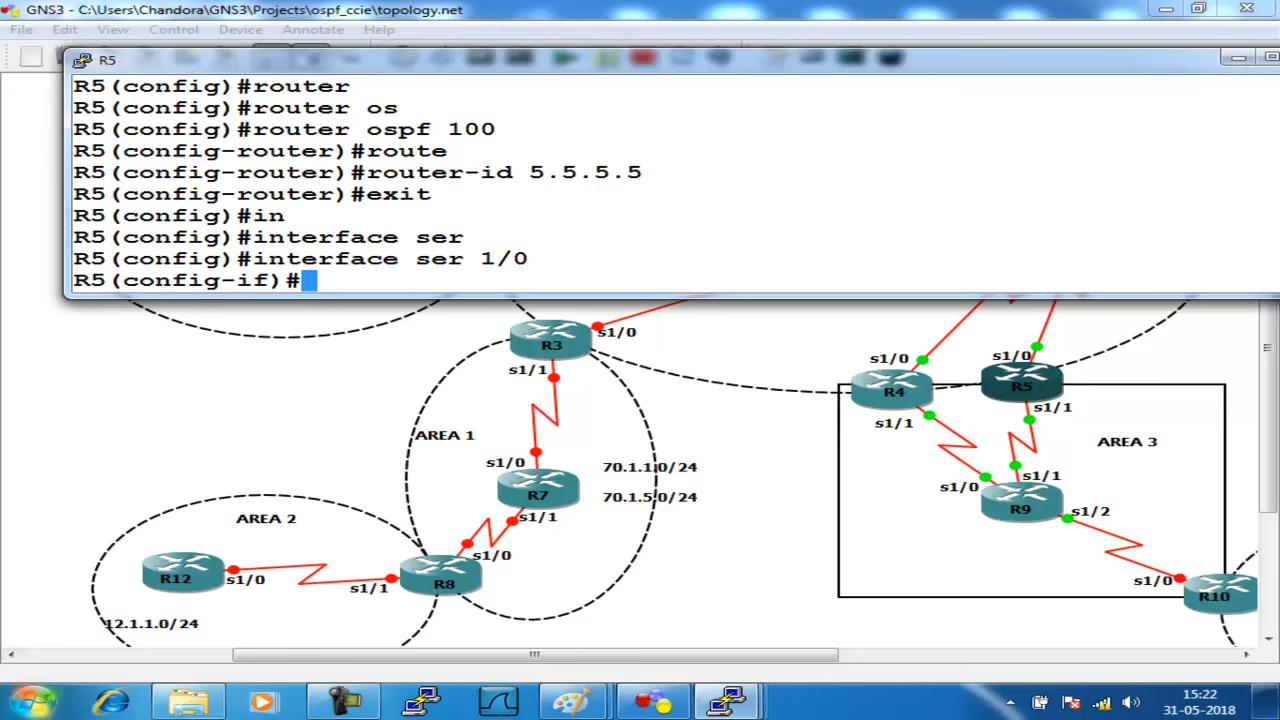 GNS3 - C:\Users\Chandora\GNS3\Projects\ospf_ccie\topology.net
File Edit View Control Device Annotate Help
R5
R5(config)#router
R5(config)#router os
R5(config)#router ospf 100
R5(config-router)#route
R5(config-router)#router-id 5.5.5.5
R5(config-router)#exit
R5(config)#in
R5(config)#interface ser
R5(config)#interface ser 1/0
R5(config-if)#
R3
s1/0
s1/1
AREA 1
s1/0
R7
s1/1
70.1.1.0/24
70.1.5.0/24
AREA 2
R12
s1/0
s1/1
s1/0
R8
12.1.1.0/24
s1/0
s1/0
R4
R5
s1/1
s1/1
AREA 3
s1/1
s1/0
R9
s1/2
s1/0
R10
15:22
31-05-2018